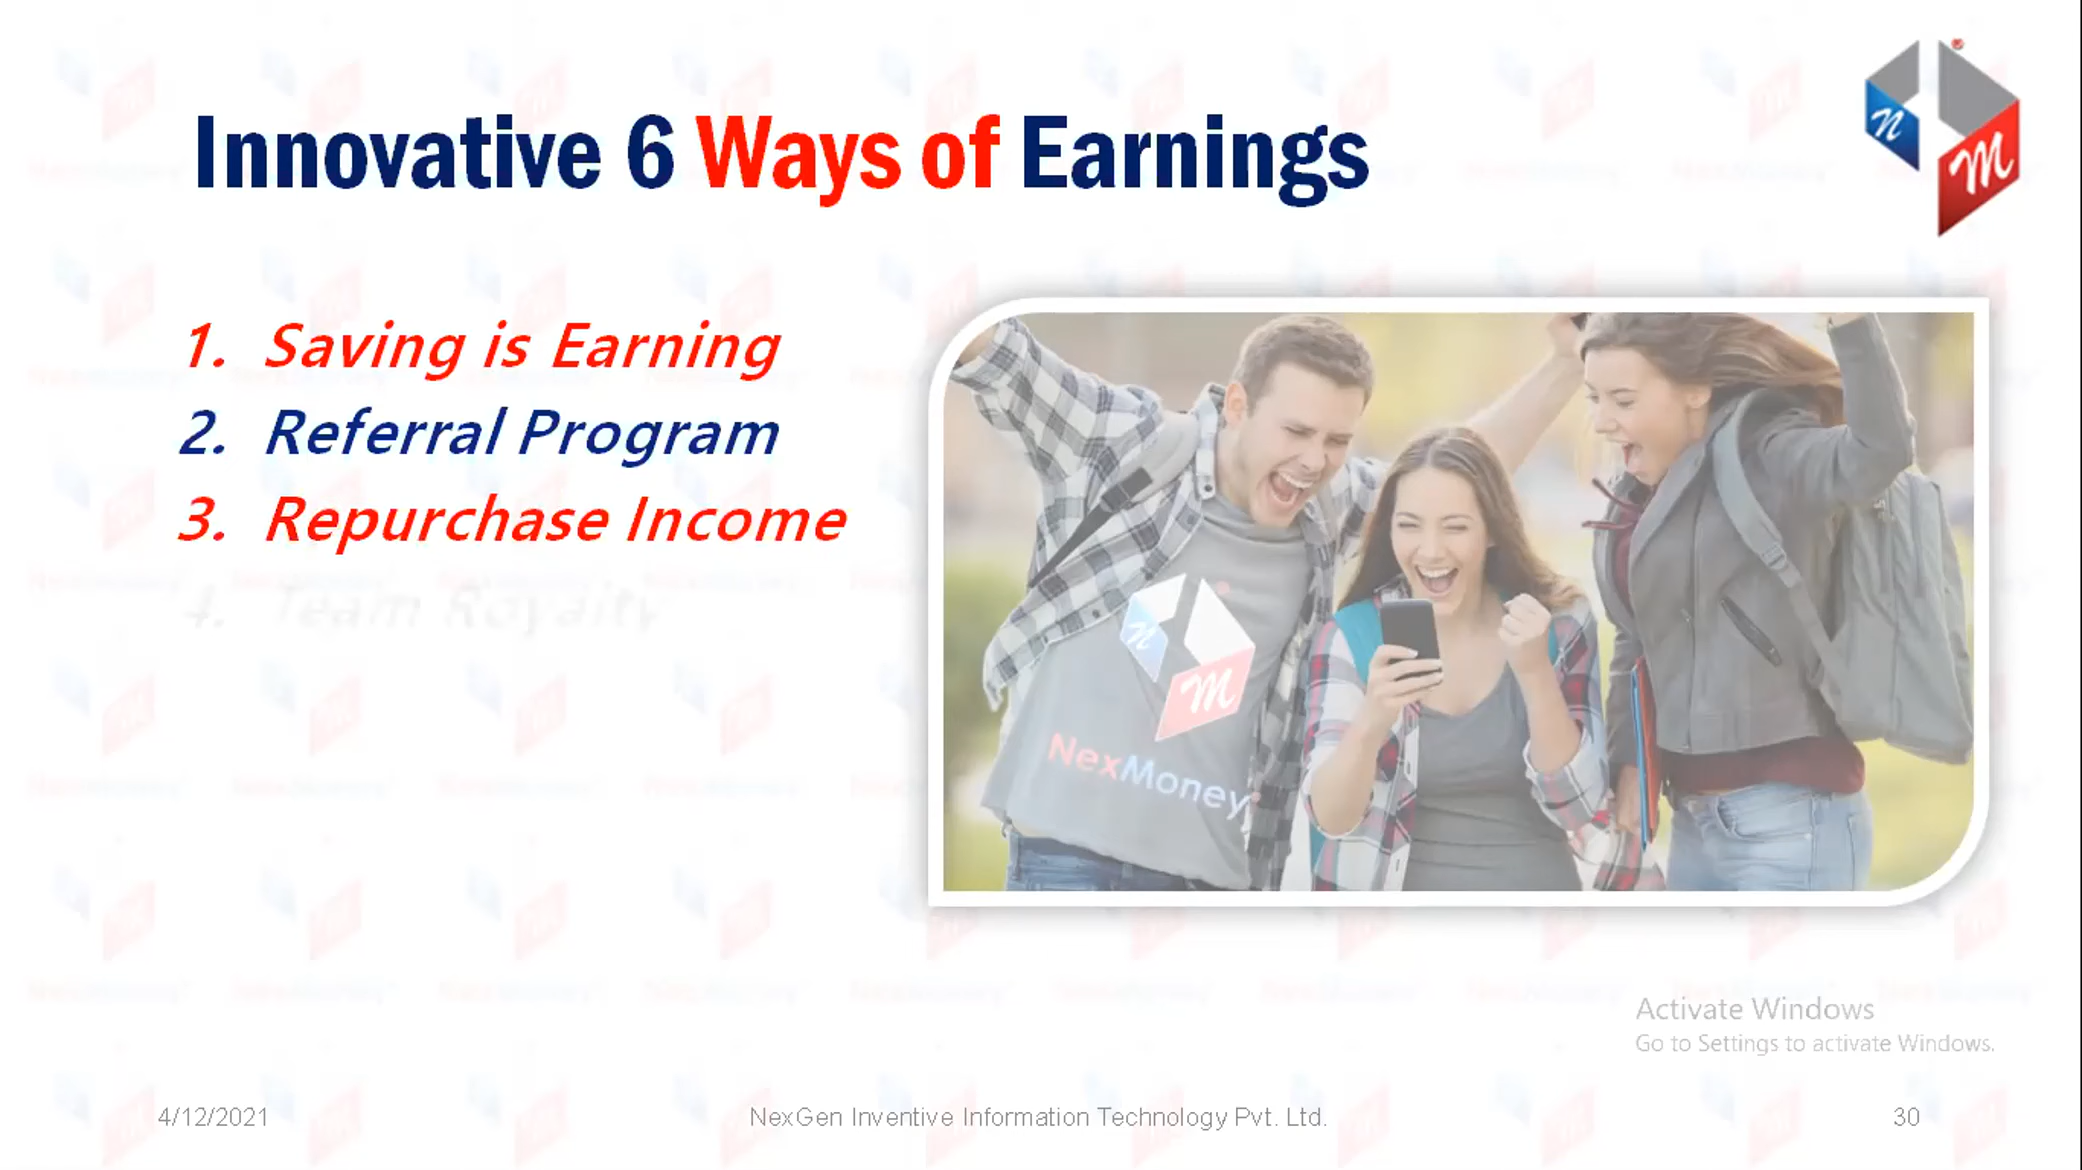 Innovative 6 Ways of Earnings
n
M
1. Saving is Earning
2. Referral Program
3. Repurchase Income
4. Team Royalty
n
M
NexMoney
Activate Windows
Go to Settings to activate Windows.
4/12/2021
NexGen Inventive Information Technology Pvt. Ltd.
30